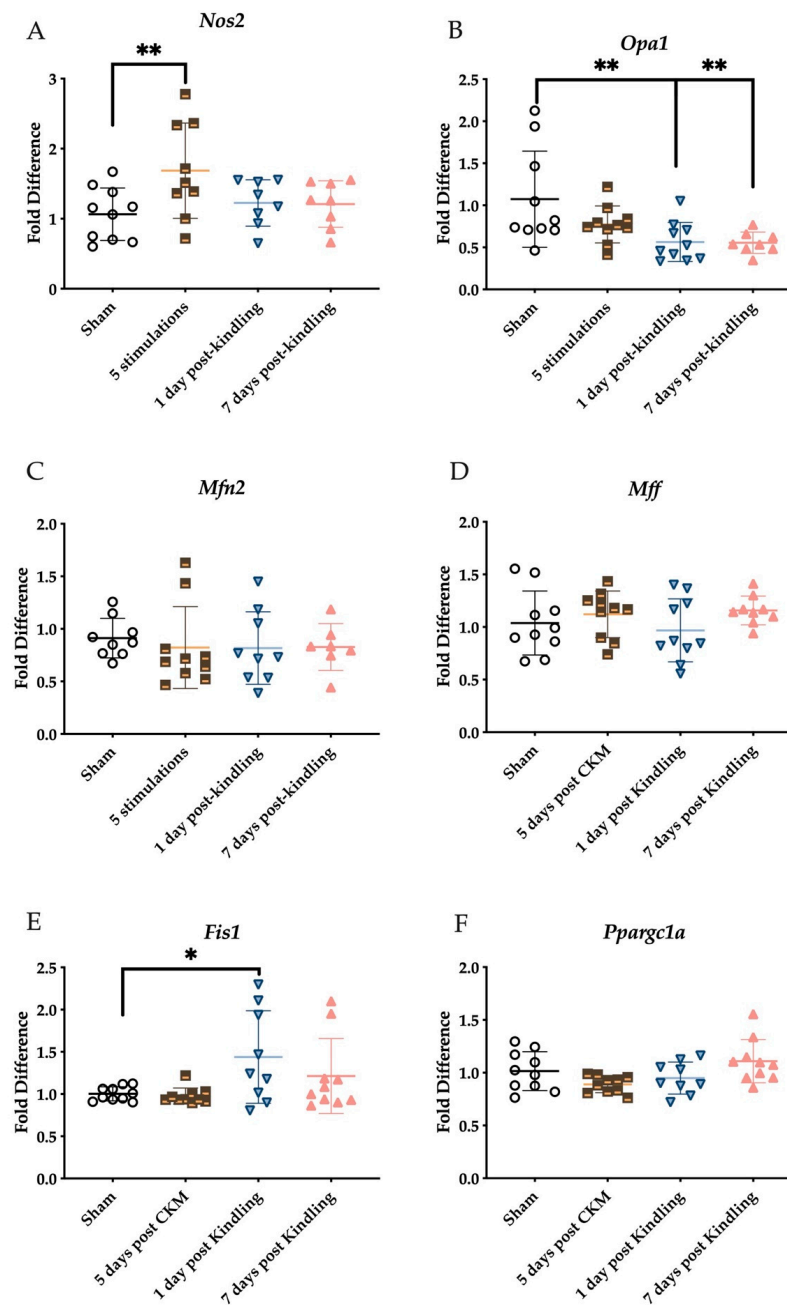 A
Nos2
**
3
2
1
0
Fold Difference
Sham
5 stimulations
1 day post-kindling
7 days post-kindling
B
Opa1
**
**
2.5
2.0
1.5
1.0
0.5
0.0
Fold Difference
Sham
5 stimulations
1 day post-kindling
7 days post-kindling
C
Mfn2
2.0
1.5
1.0
0.5
0.0
Fold Difference
Sham
5 stimulations
1 day post-kindling
7 days post-kindling
D
Mff
2.0
1.5
1.0
0.5
0.0
Fold Difference
Sham
5 days post CKM
1 day post Kindling
7 days post Kindling
E
Fis1
*
2.5
2.0
1.5
1.0
0.5
0.0
Fold Difference
Sham
5 days post CKM
1 day post Kindling
7 days post Kindling
F
Ppargc1a
2.0
1.5
1.0
0.5
0.0
Fold Difference
Sham
5 days post CKM
1 day post Kindling
7 days post Kindling